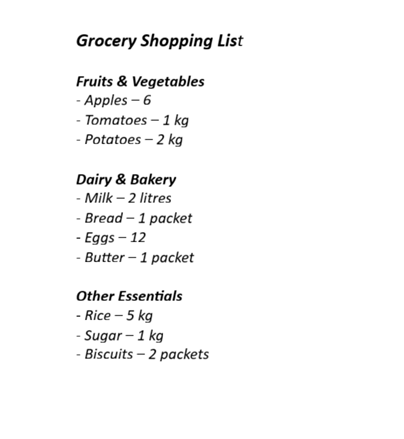 Grocery Shopping List
Fruits & Vegetables
- Apples – 6
- Tomatoes – 1 kg
- Potatoes – 2 kg
Dairy & Bakery
- Milk – 2 litres
- Bread – 1 packet
- Eggs – 12
- Butter – 1 packet
Other Essentials
- Rice – 5 kg
- Sugar – 1 kg
- Biscuits – 2 packets